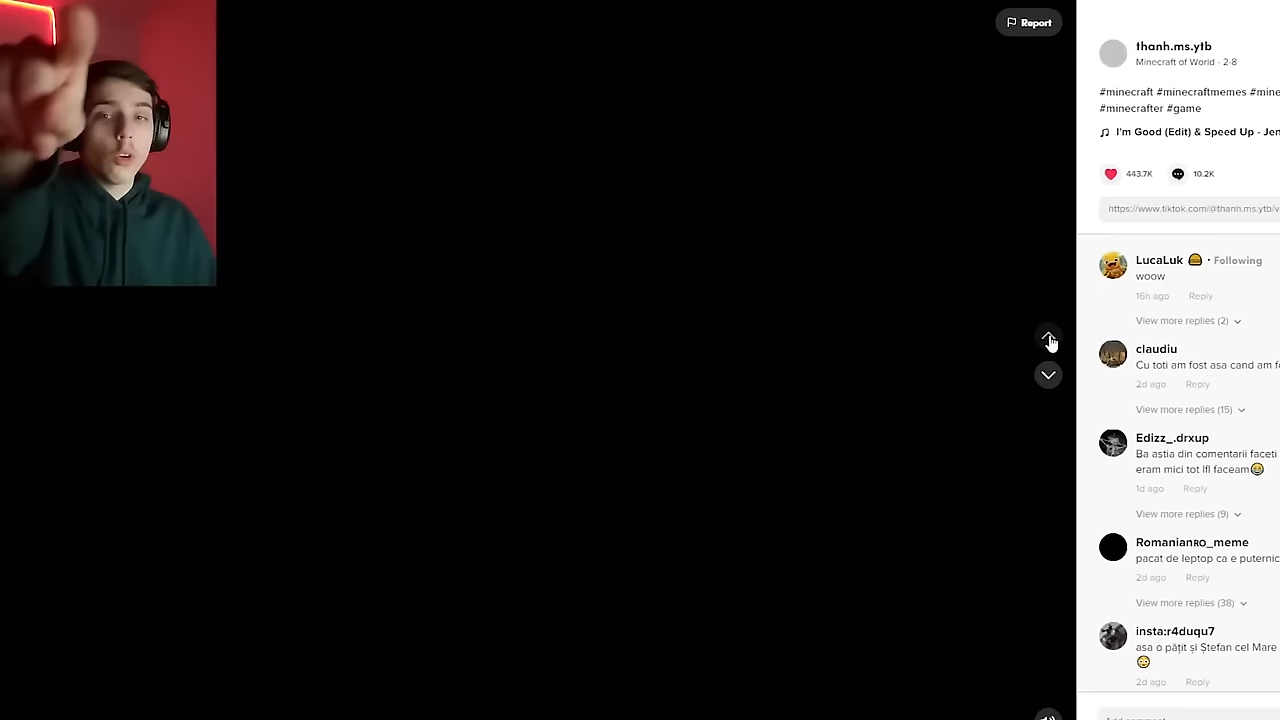 Report
thanh.ms.ytb
Minecraft of World · 2-8
#minecraft #minecraftmemes #mine
#minecrafter #game
I'm Good (Edit) & Speed Up - Jen
443.7K
10.2K
https://www.tiktok.com/@thanh.ms.ytb/v
LucaLuk 🍔 · Following
woow
16h ago Reply
View more replies (2)
claudiu
Cu toti am fost asa cand am fo
2d ago Reply
View more replies (15)
Edizz_.drxup
Ba astia din comentarii faceti
eram mici tot lfl faceam😂
1d ago Reply
View more replies (9)
Romanianʀᴏ_meme
pacat de leptop ca e puternic
2d ago Reply
View more replies (38)
insta:r4duqu7
asa o pățit și Ștefan cel Mare
😳
2d ago Reply